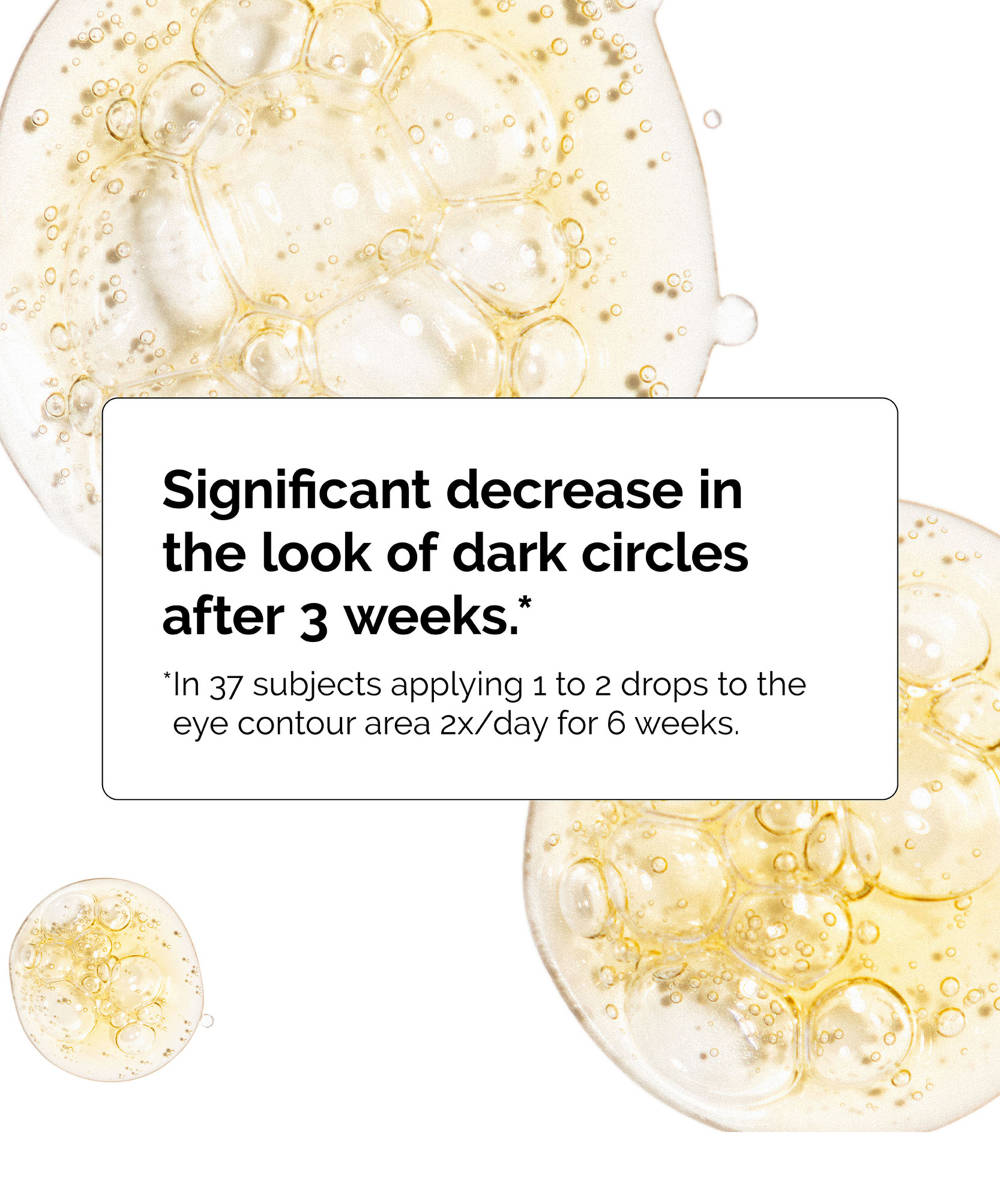 Significant decrease in
the look of dark circles
after 3 weeks.*
*In 37 subjects applying 1 to 2 drops to the
eye contour area 2x/day for 6 weeks.